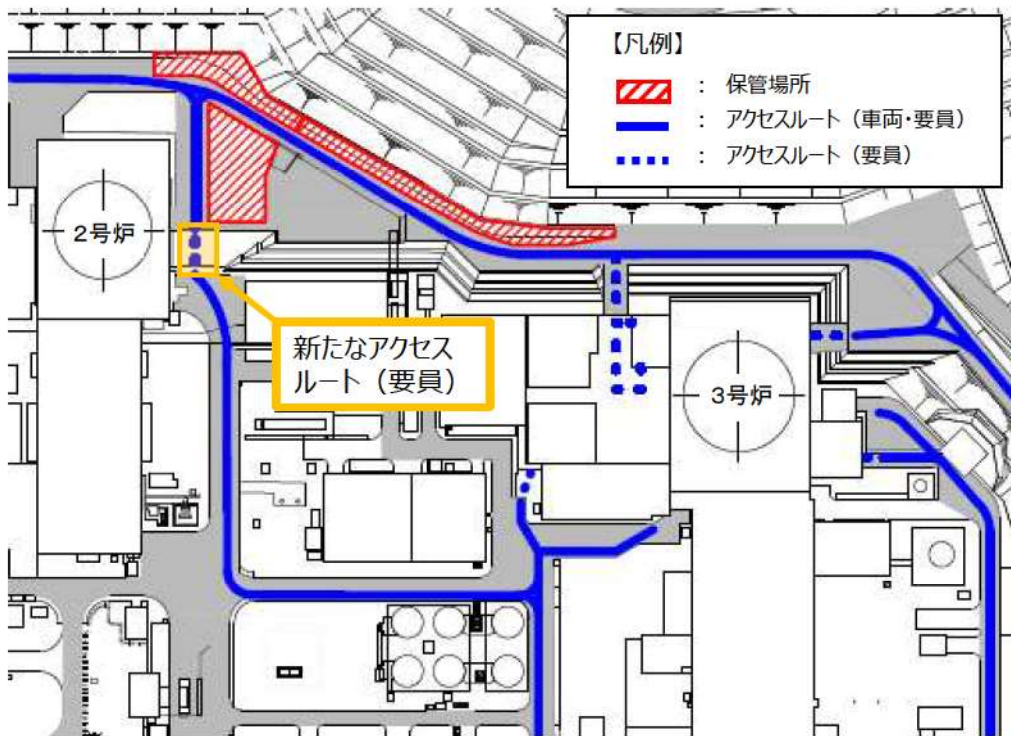 【凡例】
： 保管場所
： アクセスルート（車両・要員）
： アクセスルート（要員）
2号炉
新たなアクセス
ルート（要員）
3号炉